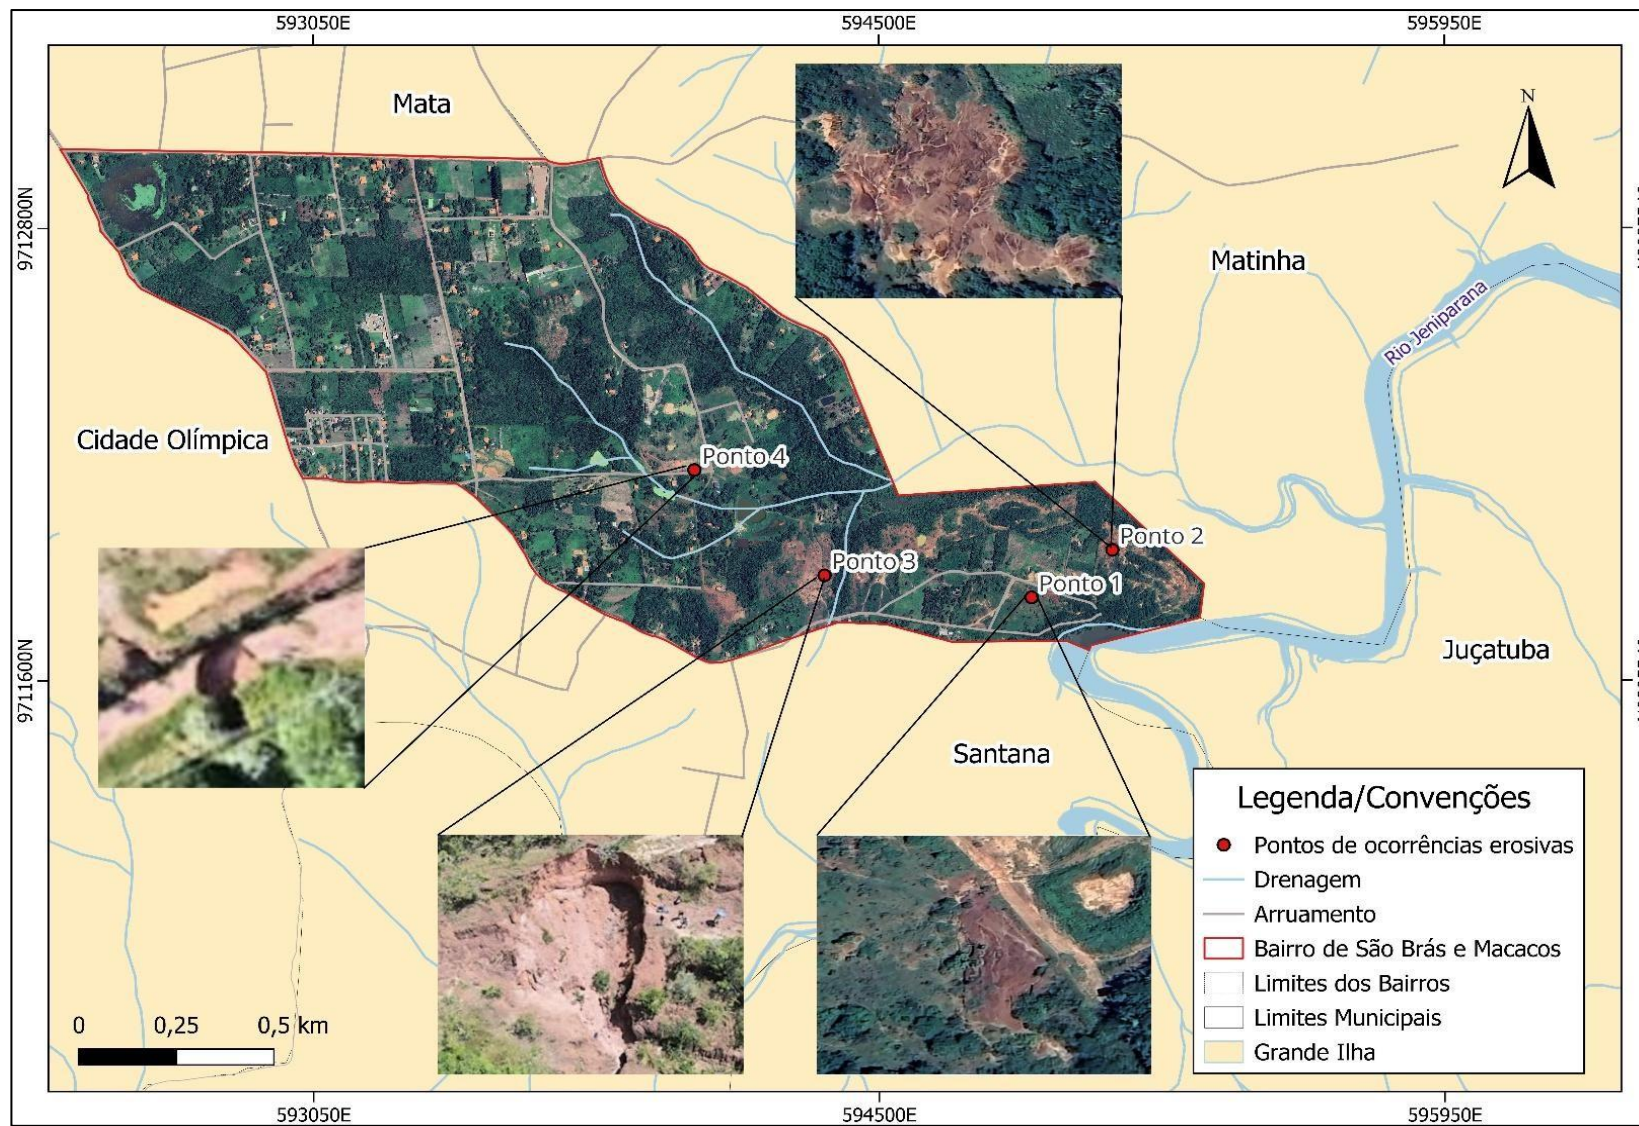 593050E
594500E
595950E
Mata
N
9712800N
Matinha
Rio Jeniparana
Cidade Olímpica
Ponto 4
Ponto 2
Ponto 3
Ponto 1
9711600N
Juçatuba
Santana
Legenda/Convenções
Pontos de ocorrências erosivas
Drenagem
Arruamento
Bairro de São Brás e Macacos
Limites dos Bairros
Limites Municipais
Grande Ilha
0 0,25 0,5 km
593050E
594500E
595950E